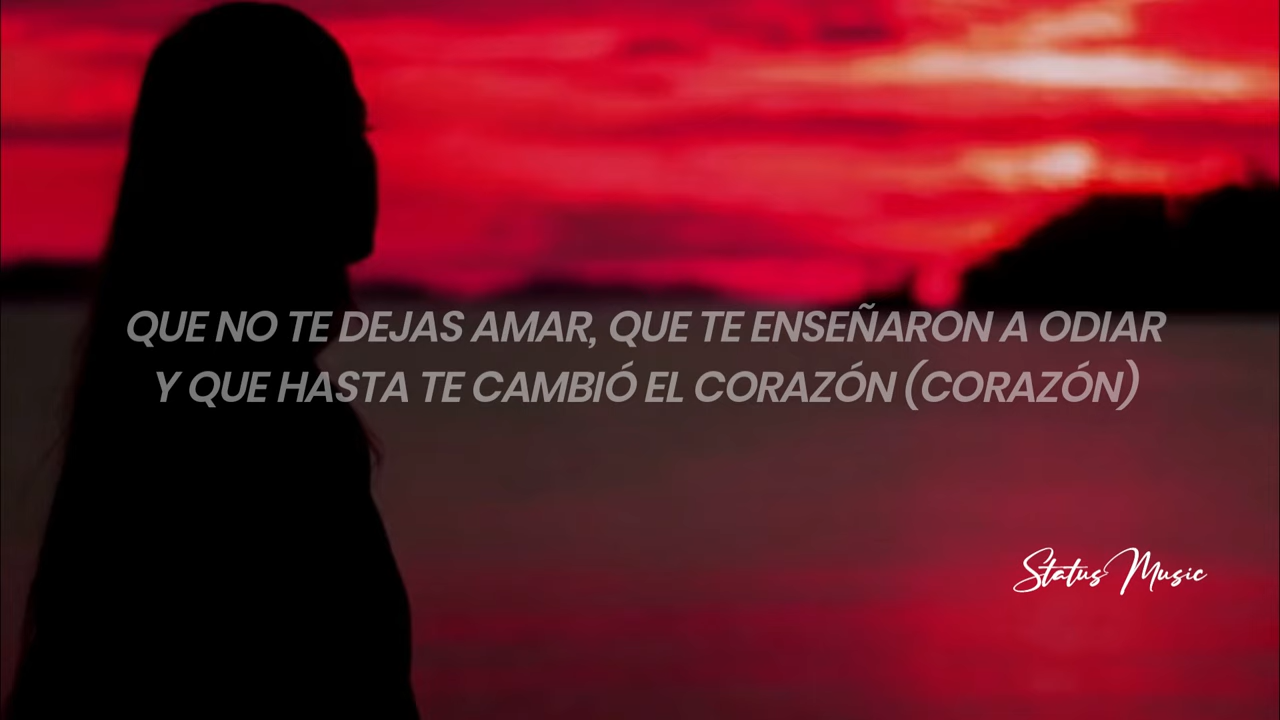 QUE NO TE DEJAS AMAR, QUE TE ENSEÑARON A ODIAR
Y QUE HASTA TE CAMBIÓ EL CORAZÓN (CORAZÓN)
Status Music